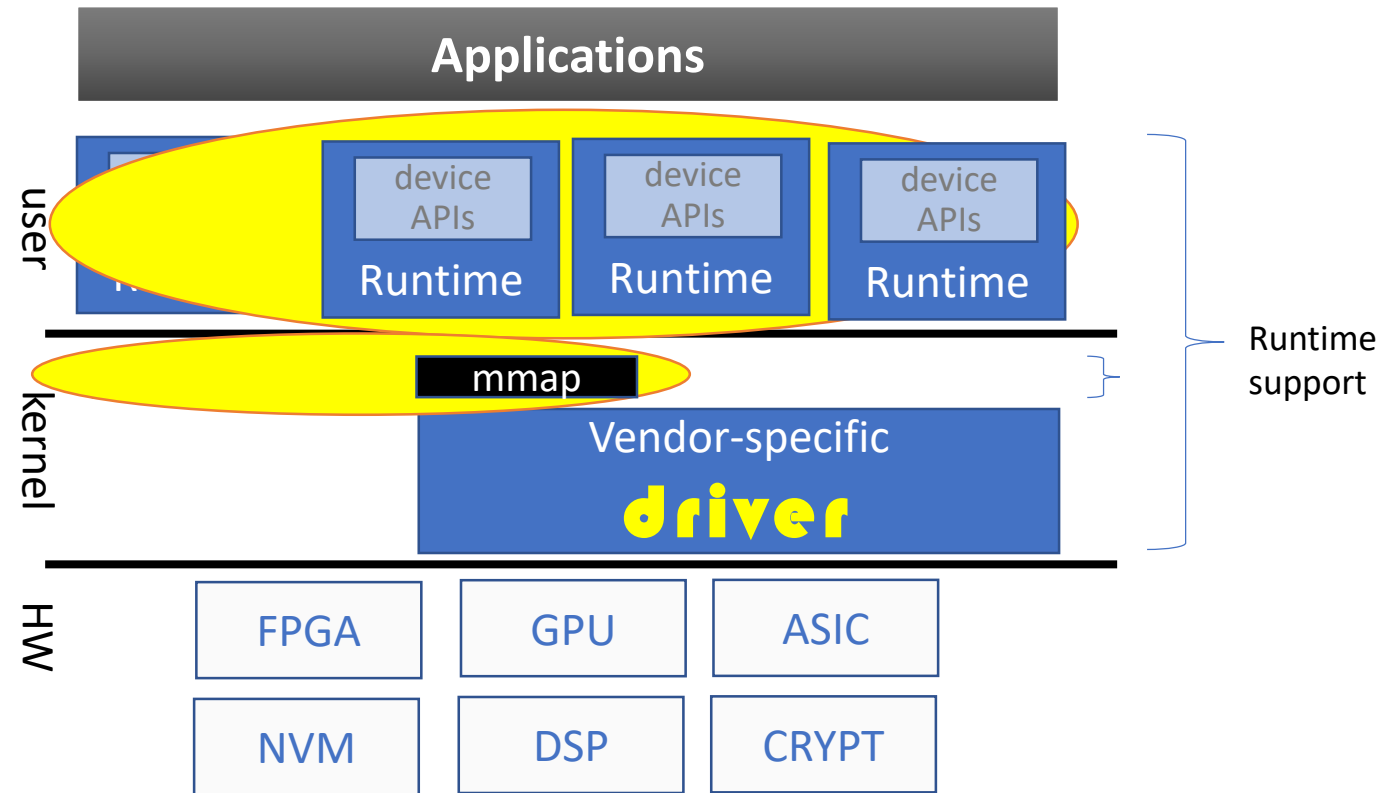 Applications
user
device
APIs
Runtime
device
APIs
Runtime
device
APIs
Runtime
kernel
mmap
Vendor-specific
driver
Runtime
support
HW
FPGA
GPU
ASIC
NVM
DSP
CRYPT